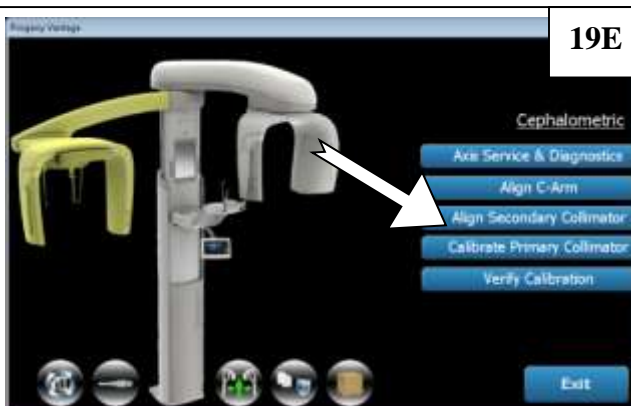 Progeny Vantage
19E
Cephalometric
Axis Service & Diagnostics
Align C-Arm
Align Secondary Collimator
Calibrate Primary Collimator
Verify Calibration
Exit